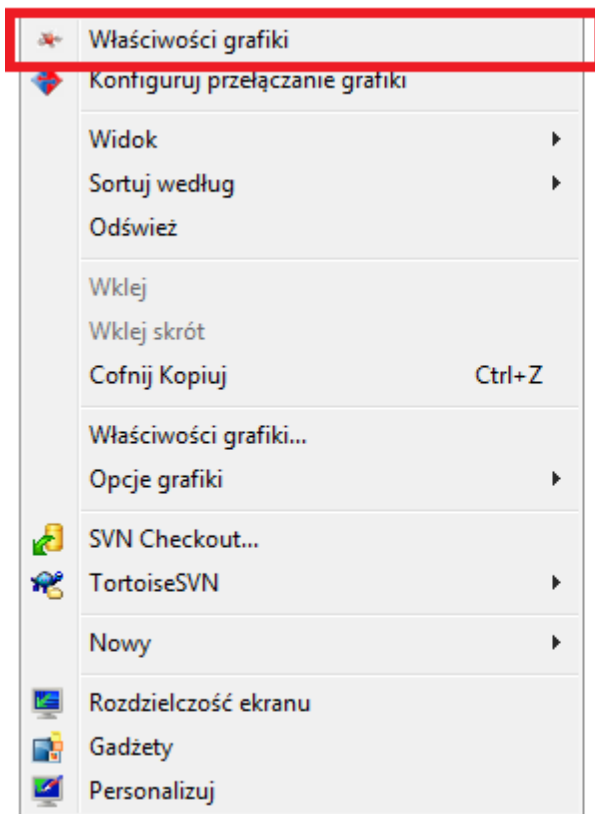 Właściwości grafiki
Konfiguruj przełączanie grafiki
Widok
Sortuj według
Odśwież
Wklej
Wklej skrót
Cofnij Kopiuj Ctrl+Z
Właściwości grafiki...
Opcje grafiki
SVN Checkout...
TortoiseSVN
Nowy
Rozdzielczość ekranu
Gadżety
Personalizuj